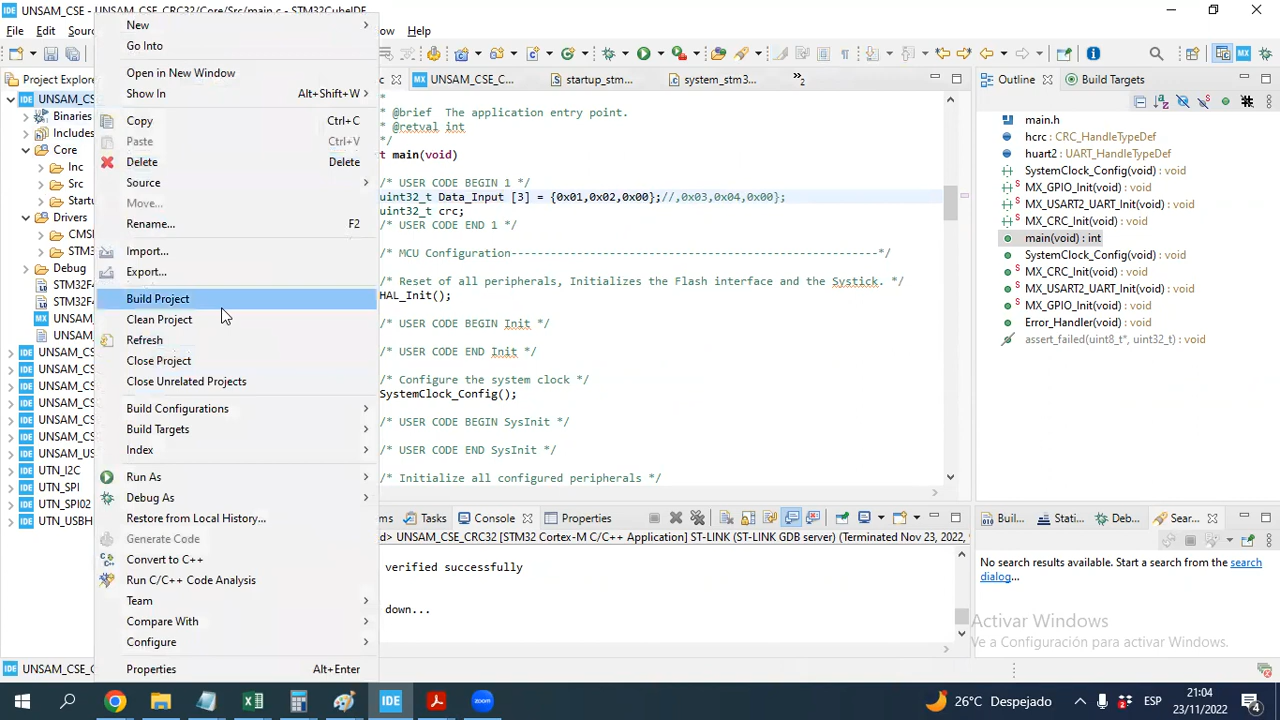 UNSAM_CSE - UNSAM_CSE_CRC32/Core/Src/main.c - STM32CubeIDE
File Edit Sourc
Project Explore
UNSAM_CS
Binaries
Includes
Core
Inc
Src
Startu
Drivers
CMS
STM3
Debug
STM32F4
STM32F4
UNSAM_
UNSAM_
UNSAM_CS
UNSAM_CS
UNSAM_CS
UNSAM_CS
UNSAM_CS
UNSAM_CS
UNSAM_US
UTN_I2C
UTN_SPI
UTN_SPI02
UTN_USBH
UNSAM_CSE_C
New
Go Into
Open in New Window
Show In Alt+Shift+W
Copy Ctrl+C
Paste Ctrl+V
Delete Delete
Source
Move...
Rename... F2
Import...
Export...
Build Project
Clean Project
Refresh
Close Project
Close Unrelated Projects
Build Configurations
Build Targets
Index
Run As
Debug As
Restore from Local History...
Generate Code
Convert to C++
Run C/C++ Code Analysis
Team
Compare With
Configure
Properties Alt+Enter
ow Help
c UNSAM_CSE_C... startup_stm... system_stm3... »2
*
* @brief The application entry point.
* @retval int
*/
t main(void)
/* USER CODE BEGIN 1 */
uint32_t Data_Input [3] = {0x01,0x02,0x00};//,0x03,0x04,0x00};
uint32_t crc;
/* USER CODE END 1 */
/* MCU Configuration--------------------------------------------------------*/
/* Reset of all peripherals, Initializes the Flash interface and the Systick. */
HAL_Init();
/* USER CODE BEGIN Init */
/* USER CODE END Init */
/* Configure the system clock */
SystemClock_Config();
/* USER CODE BEGIN SysInit */
/* USER CODE END SysInit */
/* Initialize all configured peripherals */
ms Tasks Console Properties
d> UNSAM_CSE_CRC32 [STM32 Cortex-M C/C++ Application] ST-LINK (ST-LINK GDB server) (Terminated Nov 23, 2022,
verified successfully
down...
Outline Build Targets
main.h
hcrc : CRC_HandleTypeDef
huart2 : UART_HandleTypeDef
SystemClock_Config(void) : void
MX_GPIO_Init(void) : void
MX_USART2_UART_Init(void) : void
MX_CRC_Init(void) : void
main(void) : int
SystemClock_Config(void) : void
MX_CRC_Init(void) : void
MX_USART2_UART_Init(void) : void
MX_GPIO_Init(void) : void
Error_Handler(void) : void
assert_failed(uint8_t*, uint32_t) : void
Buil... Stati... Deb... Sear...
No search results available. Start a search from the search
dialog...
Activar Windows
Ve a Configuración para activar Windows.
26°C Despejado ESP
21:04
23/11/2022
4